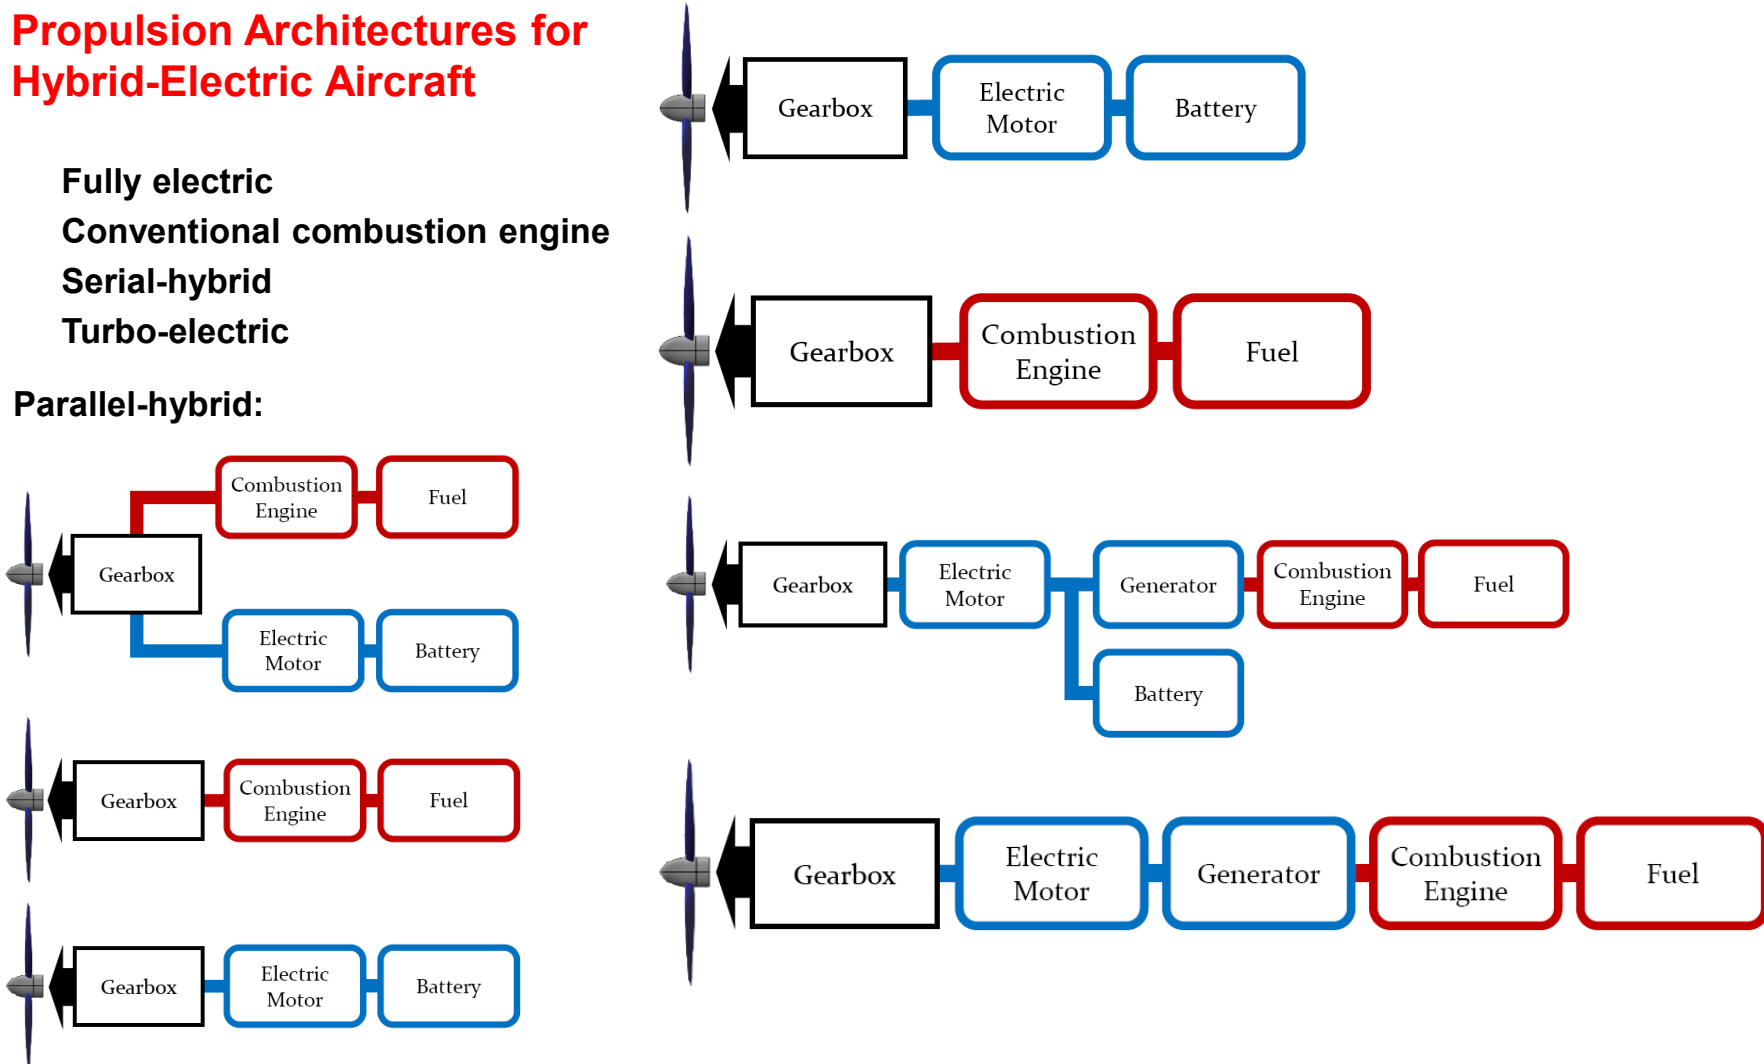 Propulsion Architectures for
Hybrid-Electric Aircraft
Fully electric
Conventional combustion engine
Serial-hybrid
Turbo-electric
Parallel-hybrid:
Combustion
Engine
Fuel
Gearbox
Electric
Motor
Battery
Gearbox
Combustion
Engine
Fuel
Gearbox
Electric
Motor
Battery
Gearbox
Electric
Motor
Battery
Gearbox
Combustion
Engine
Fuel
Gearbox
Electric
Motor
Generator
Combustion
Engine
Fuel
Battery
Gearbox
Electric
Motor
Generator
Combustion
Engine
Fuel